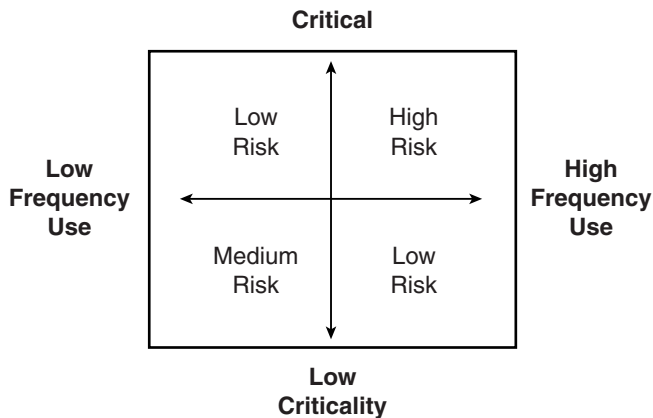 Critical
Low
Risk
High
Risk
Low
Frequency
Use
High
Frequency
Use
Medium
Risk
Low
Risk
Low
Criticality